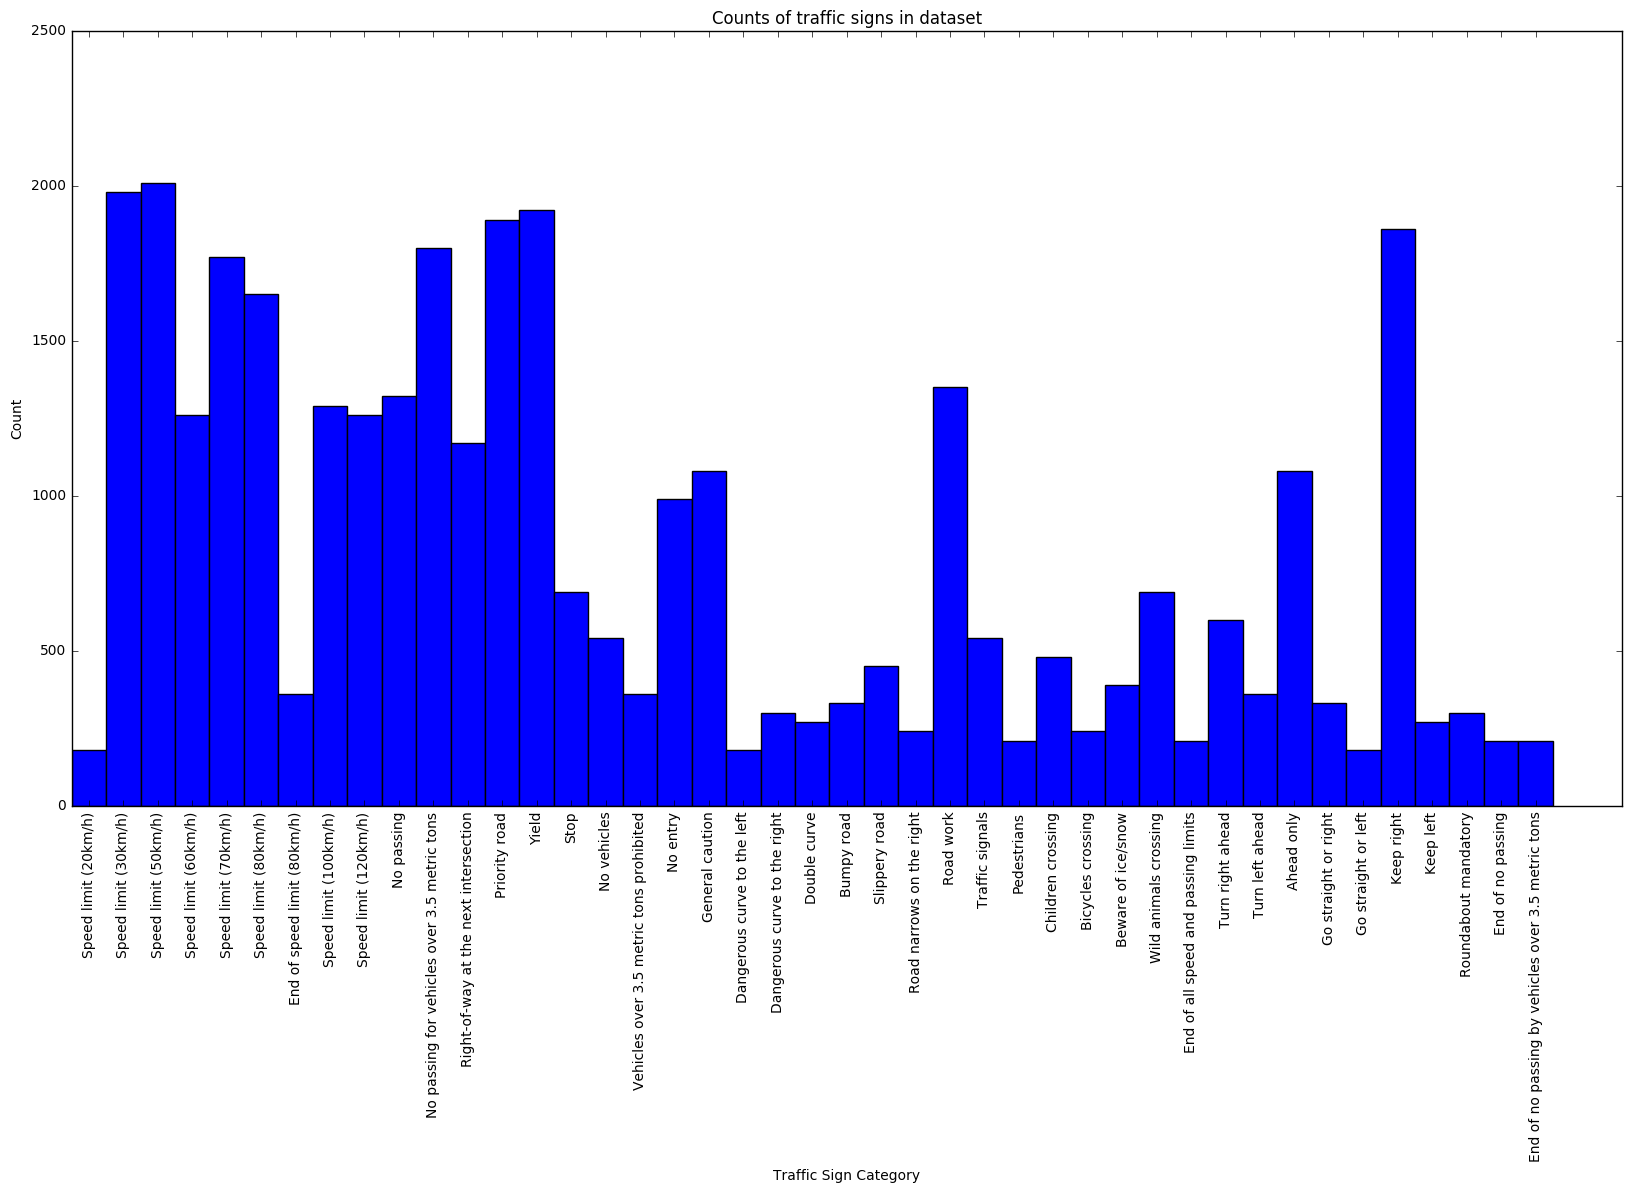 Counts of traffic signs in dataset
2500
2000
1500
1000
500
0
Count
Speed limit (20km/h)
Speed limit (30km/h)
Speed limit (50km/h)
Speed limit (60km/h)
Speed limit (70km/h)
Speed limit (80km/h)
End of speed limit (80km/h)
Speed limit (100km/h)
Speed limit (120km/h)
No passing
No passing for vehicles over 3.5 metric tons
Right-of-way at the next intersection
Priority road
Yield
Stop
No vehicles
Vehicles over 3.5 metric tons prohibited
No entry
General caution
Dangerous curve to the left
Dangerous curve to the right
Double curve
Bumpy road
Slippery road
Road narrows on the right
Road work
Traffic signals
Pedestrians
Children crossing
Bicycles crossing
Beware of ice/snow
Wild animals crossing
End of all speed and passing limits
Turn right ahead
Turn left ahead
Ahead only
Go straight or right
Go straight or left
Keep right
Keep left
Roundabout mandatory
End of no passing
End of no passing by vehicles over 3.5 metric tons
Traffic Sign Category